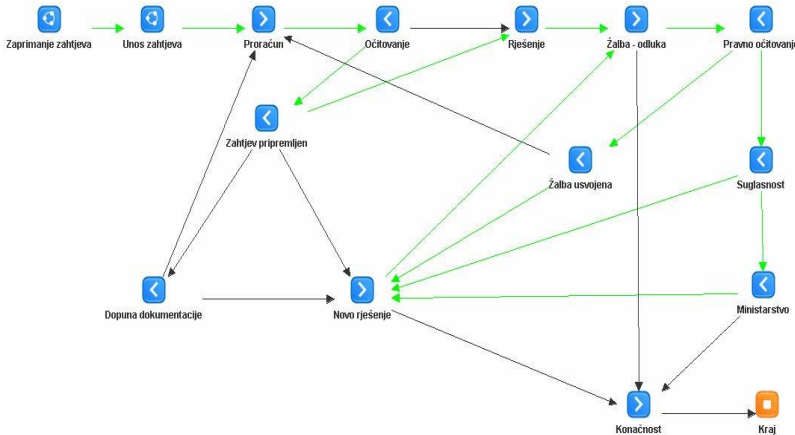 Zaprimanje zahtjeva
Unos zahtjeva
Proračun
Očitovanje
Rješenje
Žalba - odluka
Pravno očitovanje
Zahtjev pripremljen
Žalba usvojena
Suglasnost
Dopuna dokumentacije
Novo rješenje
Ministarstvo
Konačnost
Kraj